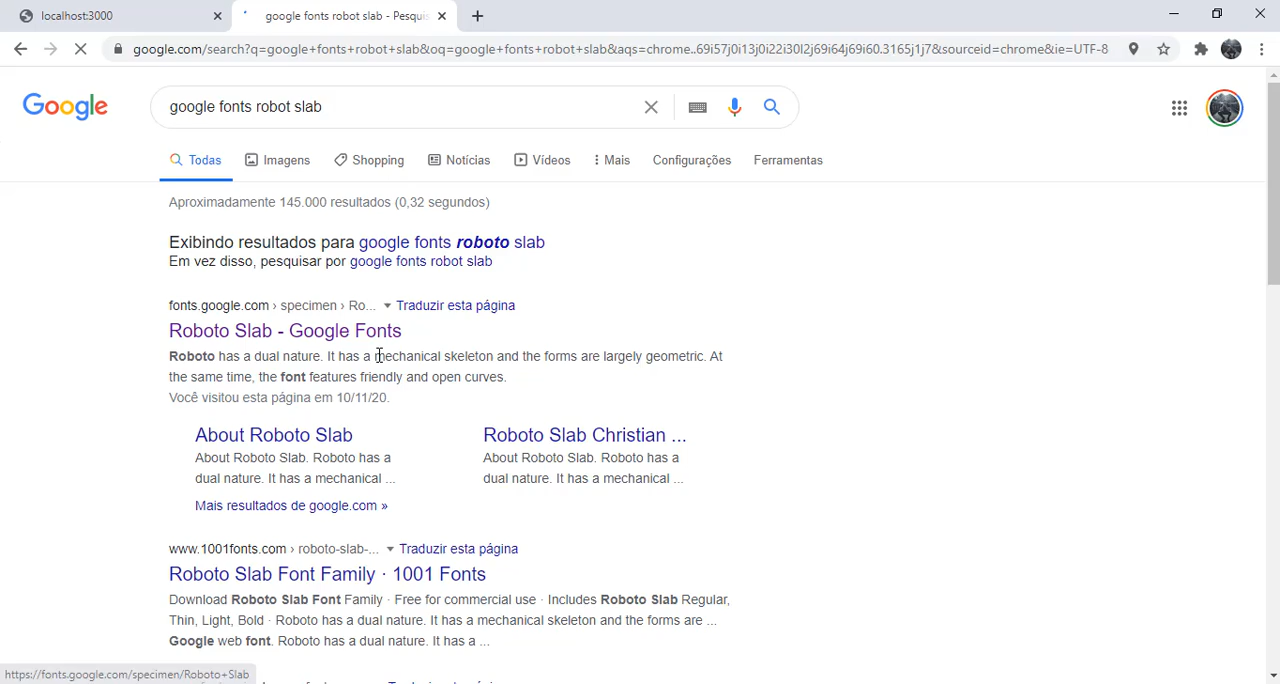 localhost:3000
google fonts robot slab - Pesquis
google.com/search?q=google+fonts+robot+slab&oq=google+fonts+robot+slab&aqs=chrome..69i57j0i13j0i22i30l2j69i64j69i60.3165j1j7&sourceid=chrome&ie=UTF-8
Google
google fonts robot slab
Todas
Imagens
Shopping
Notícias
Vídeos
Mais
Configurações
Ferramentas
Aproximadamente 145.000 resultados (0,32 segundos)
Exibindo resultados para google fonts roboto slab
Em vez disso, pesquisar por google fonts robot slab
fonts.google.com › specimen › Ro... Traduzir esta página
Roboto Slab - Google Fonts
Roboto has a dual nature. It has a mechanical skeleton and the forms are largely geometric. At
the same time, the font features friendly and open curves.
Você visitou esta página em 10/11/20.
About Roboto Slab
About Roboto Slab. Roboto has a
dual nature. It has a mechanical ...
Roboto Slab Christian ...
About Roboto Slab. Roboto has a
dual nature. It has a mechanical ...
Mais resultados de google.com »
www.1001fonts.com › roboto-slab-... Traduzir esta página
Roboto Slab Font Family · 1001 Fonts
Download Roboto Slab Font Family · Free for commercial use · Includes Roboto Slab Regular,
Thin, Light, Bold · Roboto has a dual nature. It has a mechanical skeleton and the forms are ...
Google web font. Roboto has a dual nature. It has a ...
https://fonts.google.com/specimen/Roboto+Slab